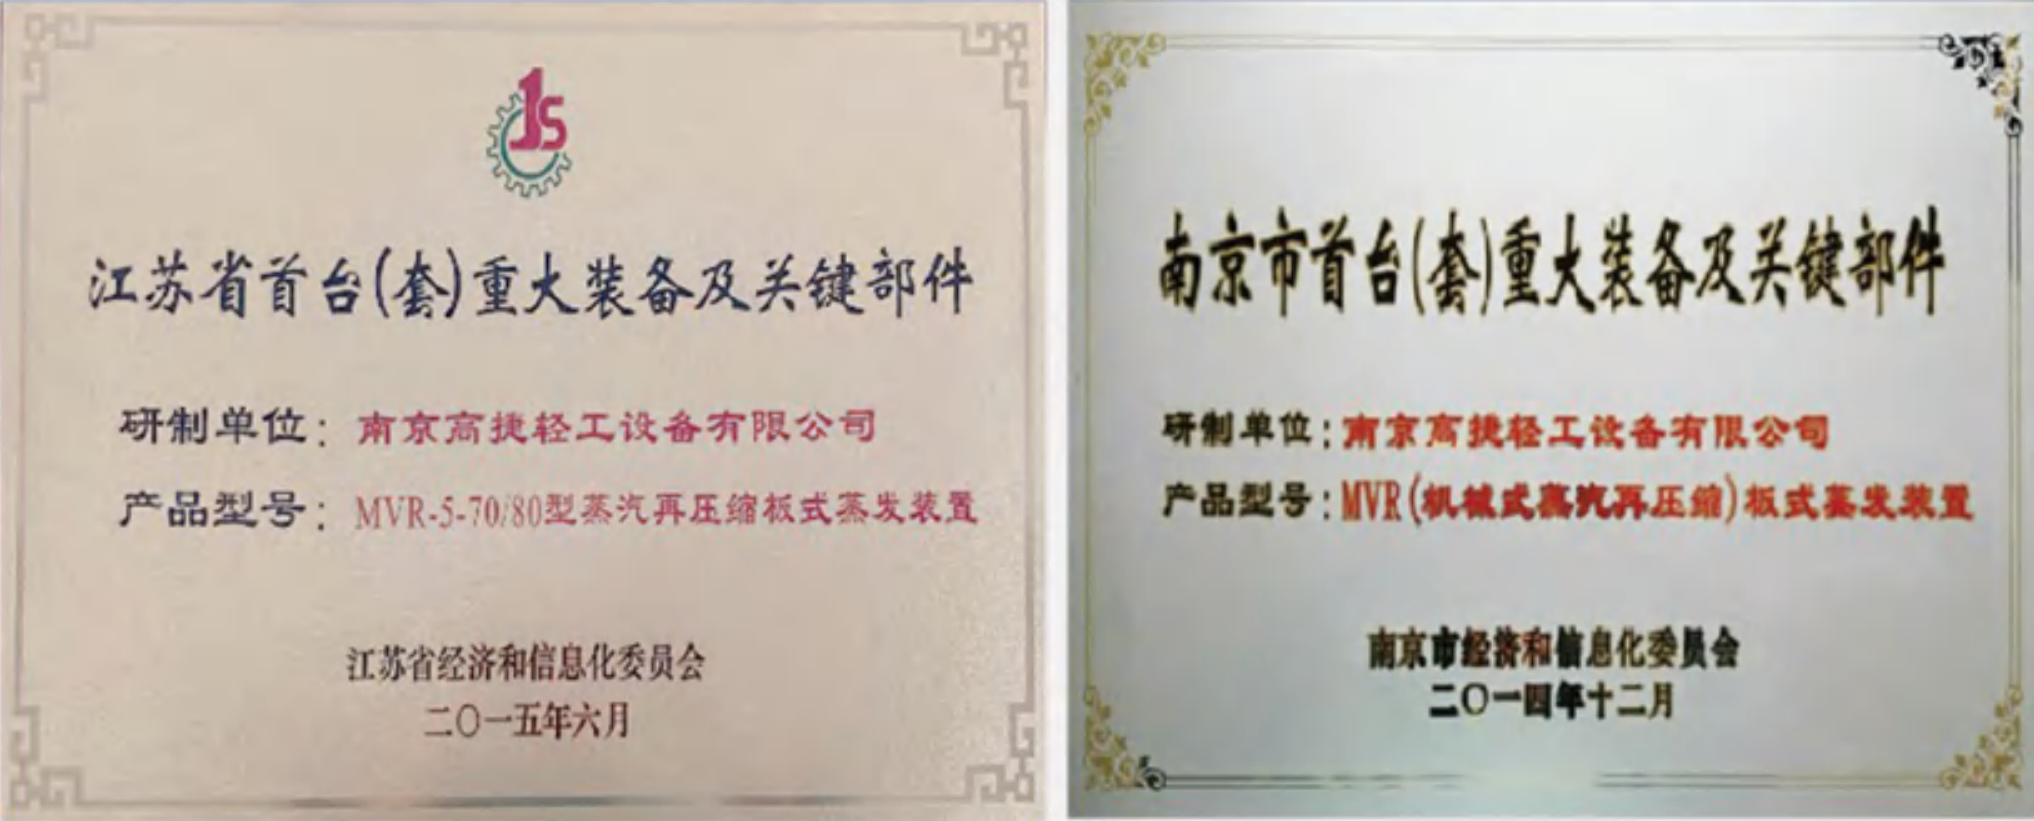 JS
江苏省首台(套)重大装备及关键部件
研制单位：南京高捷轻工设备有限公司
产品型号：MVR-5-70/80型蒸汽再压缩板式蒸发装置
江苏省经济和信息化委员会
二〇一五年六月
南京市首台(套)重大装备及关键部件
研制单位：南京高捷轻工设备有限公司
产品型号：MVR(机械式蒸汽再压缩)板式蒸发装置
南京市经济和信息化委员会
二〇一四年十二月